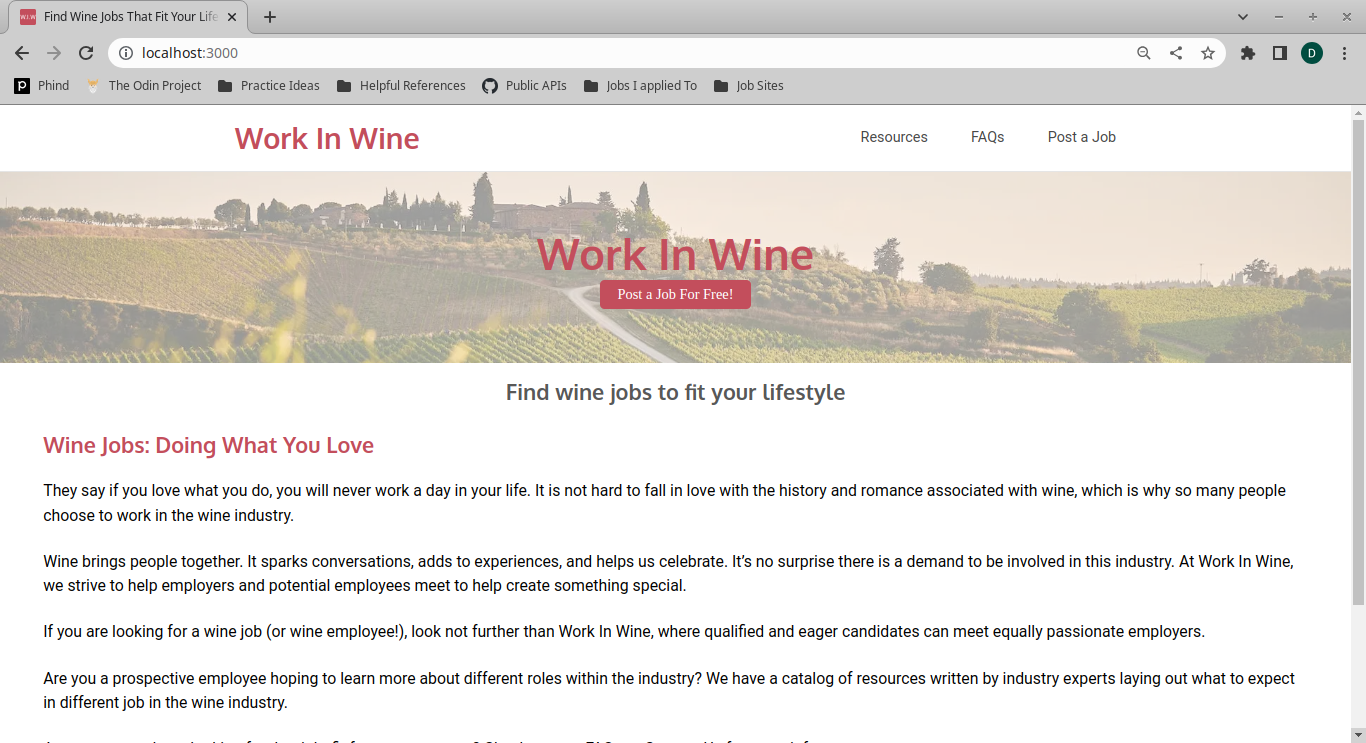 W.I.W Find Wine Jobs That Fit Your Life
localhost:3000
D
Phind The Odin Project Practice Ideas Helpful References Public APIs Jobs I applied To Job Sites
Work In Wine Resources FAQs Post a Job
Work In Wine
Post a Job For Free!
Find wine jobs to fit your lifestyle
Wine Jobs: Doing What You Love
They say if you love what you do, you will never work a day in your life. It is not hard to fall in love with the history and romance associated with wine, which is why so many people
choose to work in the wine industry.
Wine brings people together. It sparks conversations, adds to experiences, and helps us celebrate. It’s no surprise there is a demand to be involved in this industry. At Work In Wine,
we strive to help employers and potential employees meet to help create something special.
If you are looking for a wine job (or wine employee!), look not further than Work In Wine, where qualified and eager candidates can meet equally passionate employers.
Are you a prospective employee hoping to learn more about different roles within the industry? We have a catalog of resources written by industry experts laying out what to expect
in different job in the wine industry.